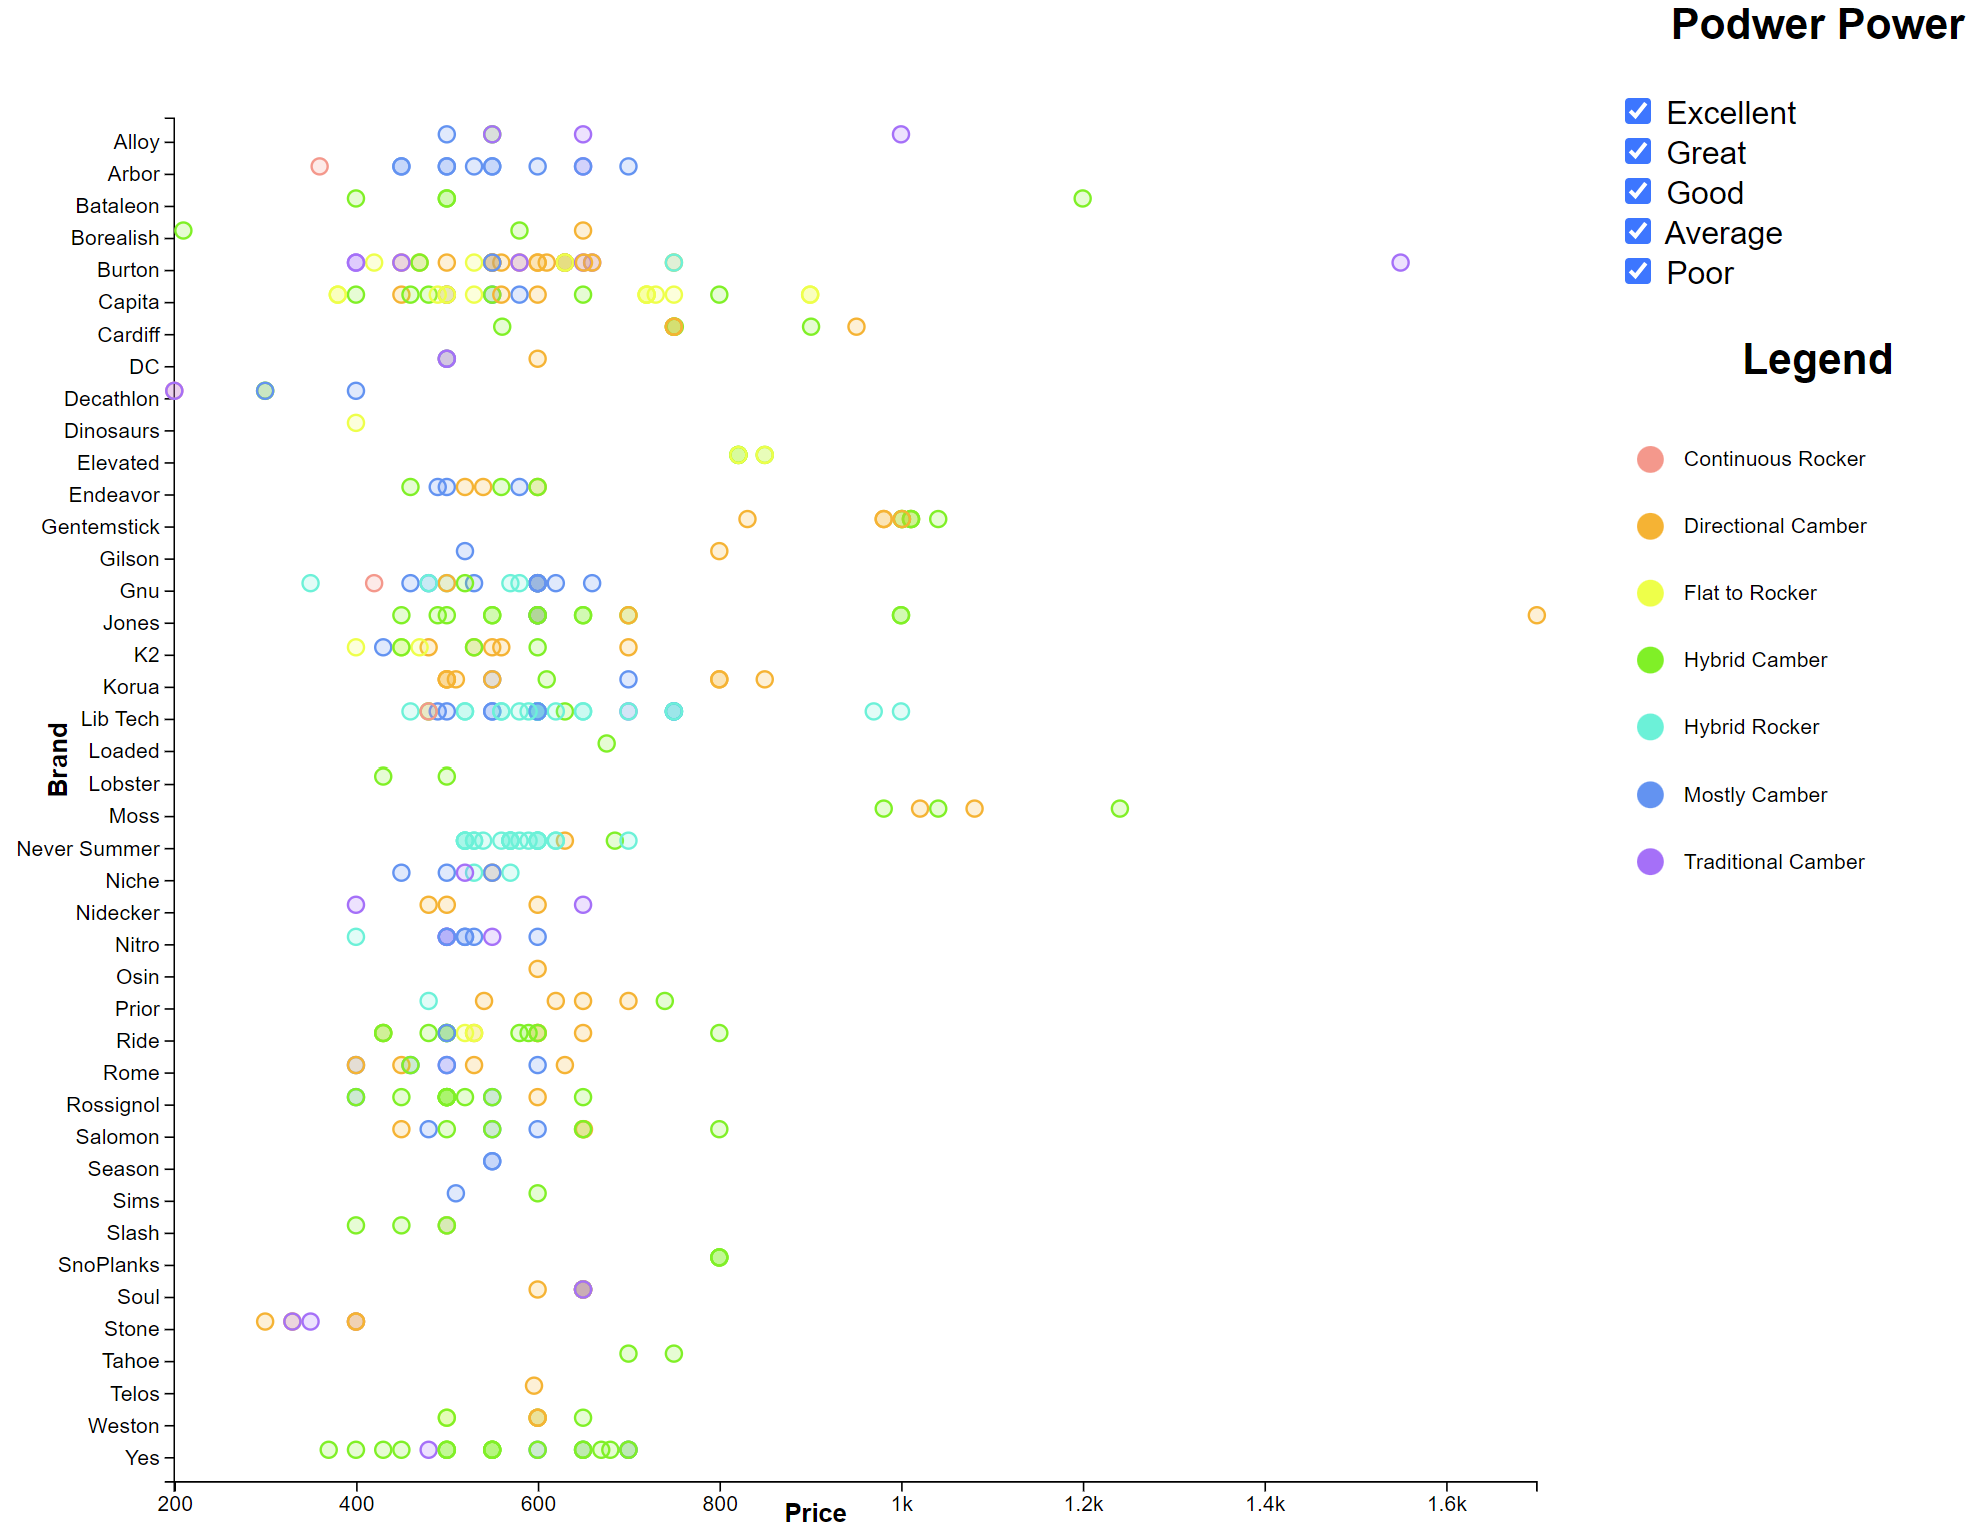 Podwer Power
Excellent
Great
Good
Average
Poor
Legend
Continuous Rocker
Directional Camber
Flat to Rocker
Hybrid Camber
Hybrid Rocker
Mostly Camber
Traditional Camber
Brand
Alloy
Arbor
Bataleon
Borealish
Burton
Capita
Cardiff
DC
Decathlon
Dinosaurs
Elevated
Endeavor
Gentemstick
Gilson
Gnu
Jones
K2
Korua
Lib Tech
Loaded
Lobster
Moss
Never Summer
Niche
Nidecker
Nitro
Osin
Prior
Ride
Rome
Rossignol
Salomon
Season
Sims
Slash
SnoPlanks
Soul
Stone
Tahoe
Telos
Weston
Yes
200 400 600 800 1k 1.2k 1.4k 1.6k
Price